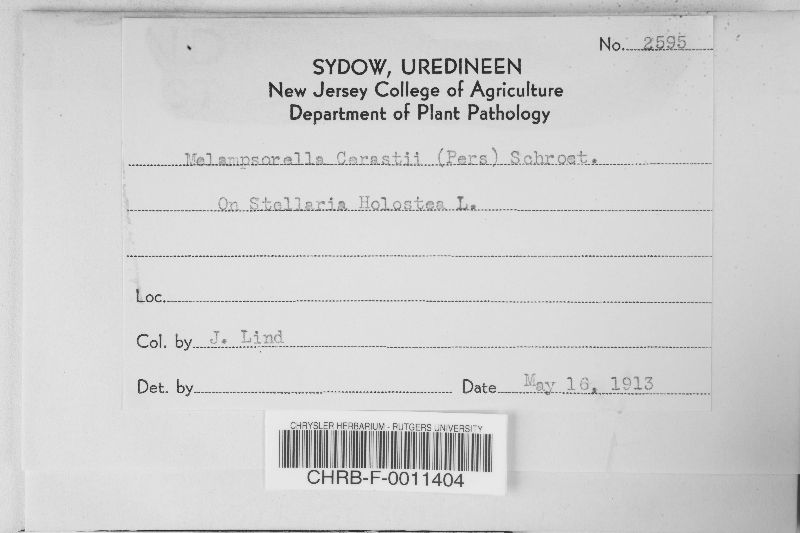 No. 2595
SYDOW, UREDINEEN
New Jersey College of Agriculture
Department of Plant Pathology
Melampsorella Cerastii (Pers) Schroet.
On Stellaria Holostea L.
Loc.
Col. by J. Lind
Det. by Date May 16, 1913
CHRYSLER HERBARIUM - RUTGERS UNIVERSITY
CHRB-F-0011404